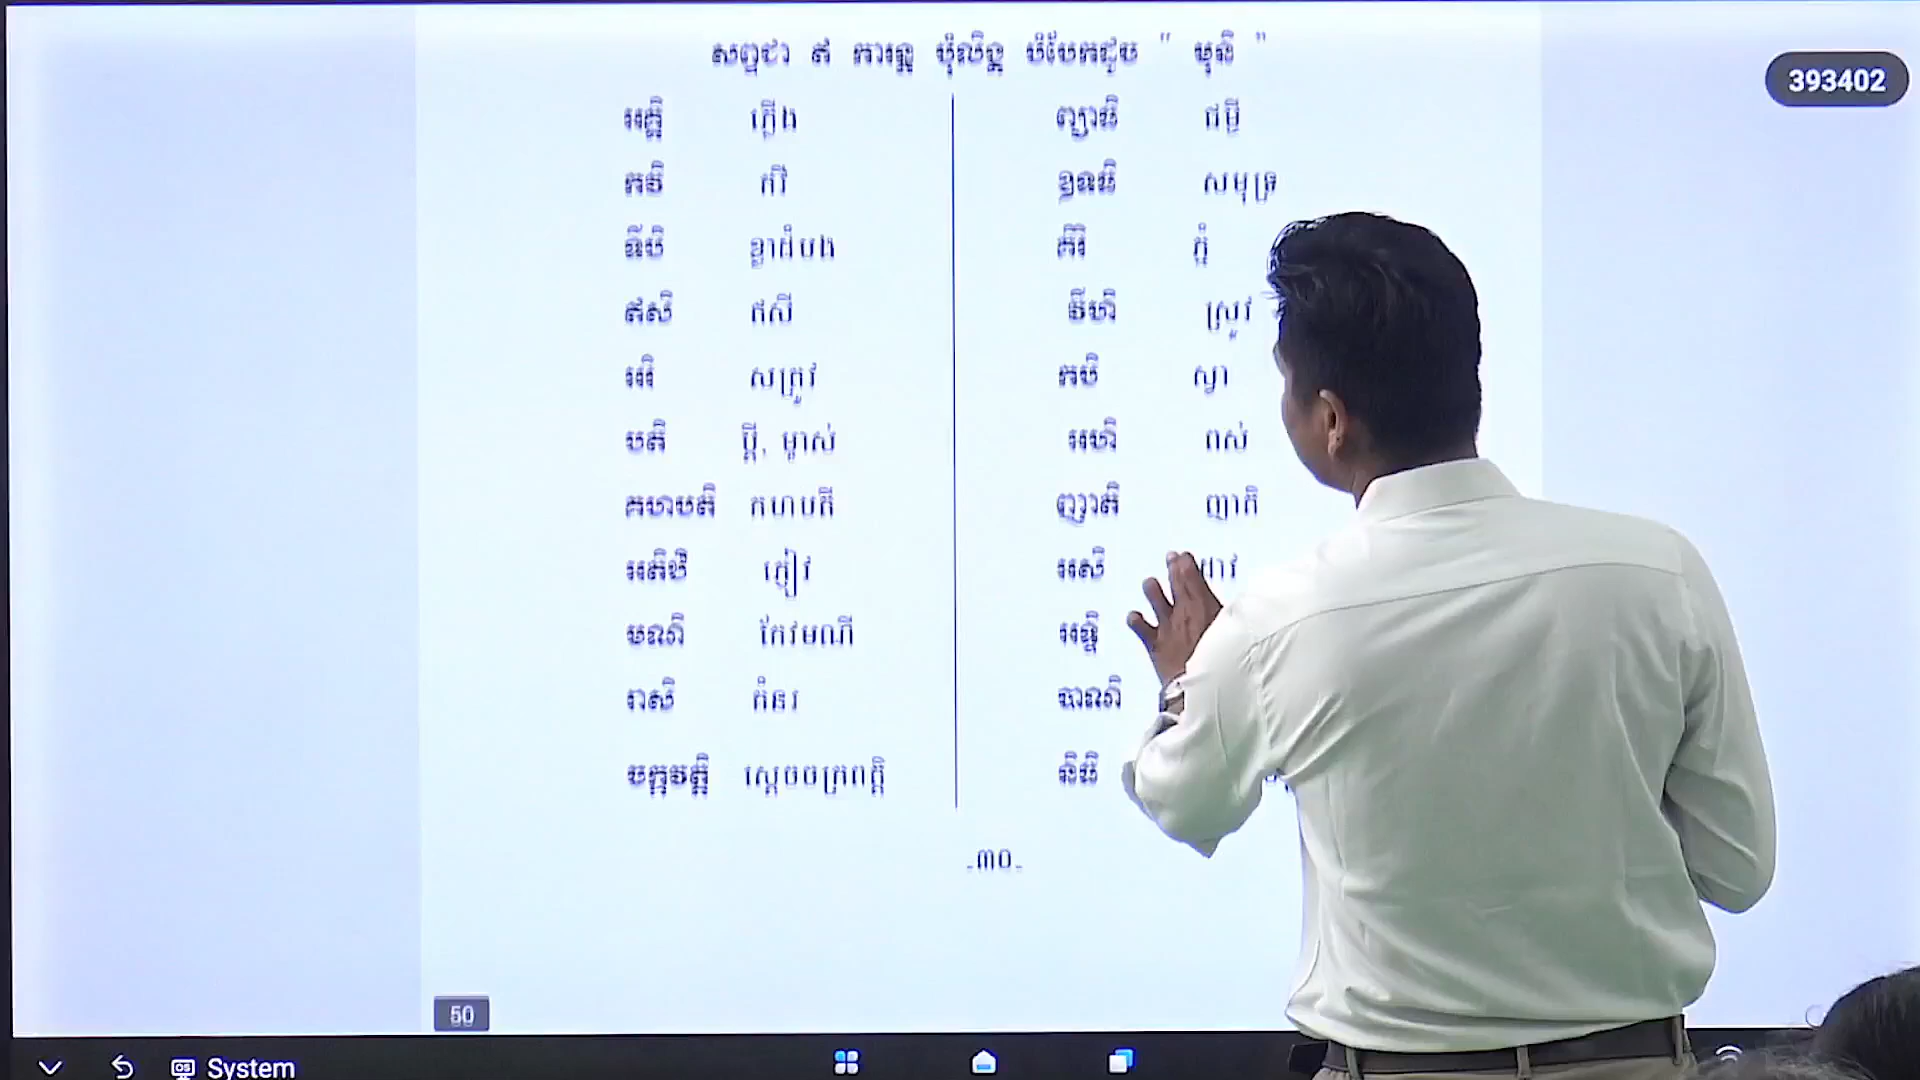 សព្ទជា ឥ ការន្ត បុំលិង្គ បំបែកដូច " មុនិ "
393402
អគ្គិ ភ្លើង
ព្យាធិ ជម្ងឺ
កវិ កវី
ឧទធិ សមុទ្រ
ទីបិ ខ្លាដំបង
គិរិ ភ្នំ
ឥសិ ឥសី
វីហិ ស្រូវ
អរិ សត្រូវ
កបិ ស្វា
បតិ ប្ដី, ម្ចាស់
អហិ ពស់
គហបតិ គហបតី
ញាតិ ញាតិ
អតិថិ ភ្ញៀវ
អសិ ដាវ
មណិ កែវមណី
អដ្ឋិ
រាសិ គំនរ
បាណិ
ចក្កវត្តិ ស្ដេចចក្រពត្តិ
និធិ
-៣០-
50
System